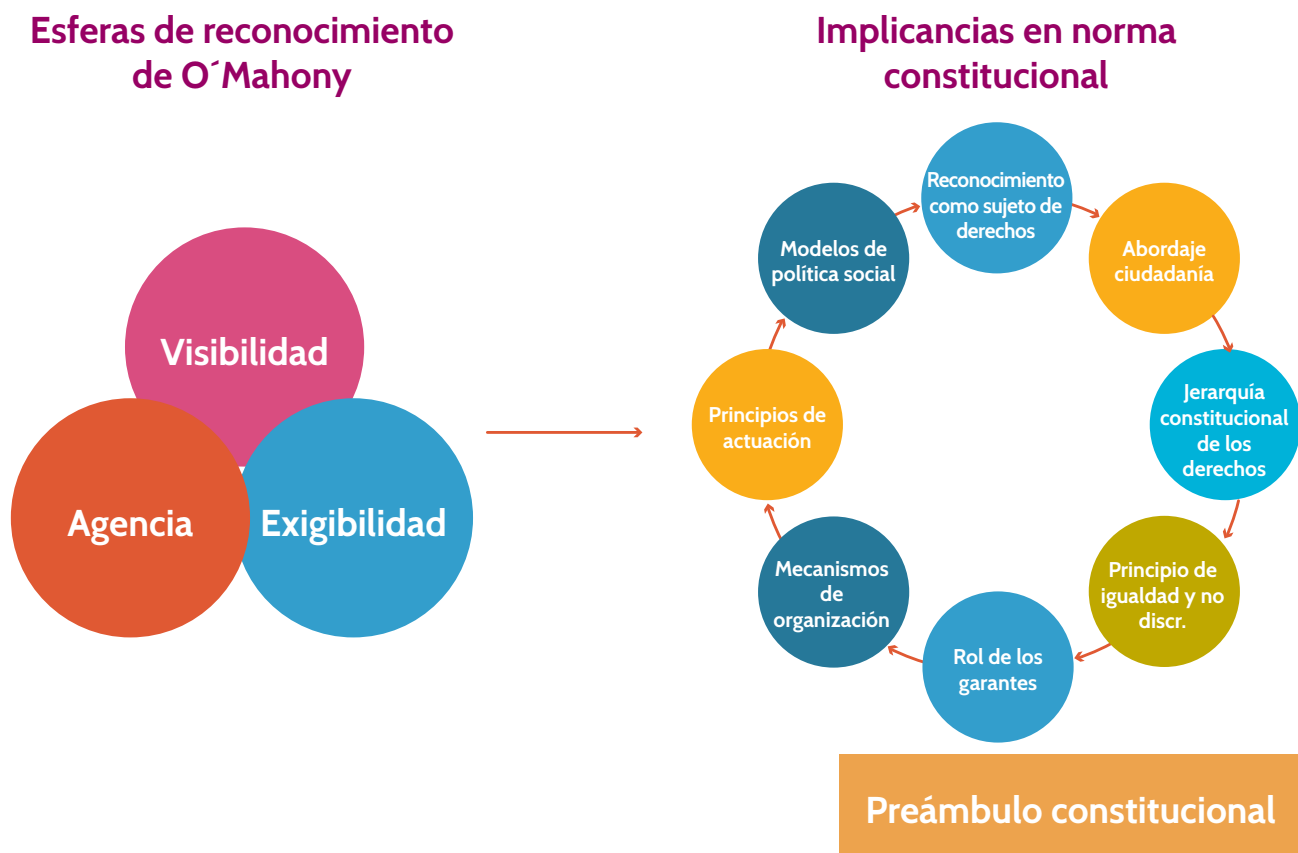 Esferas de reconocimiento
de O´Mahony
Visibilidad
Agencia
Exigibilidad
Implicancias en norma
constitucional
Reconocimiento
como sujeto de
derechos
Abordaje
ciudadanía
Jerarquía
constitucional
de los
derechos
Principio de
igualdad y no
discr.
Rol de los
garantes
Mecanismos
de
organización
Principios de
actuación
Modelos de
política social
Preámbulo constitucional